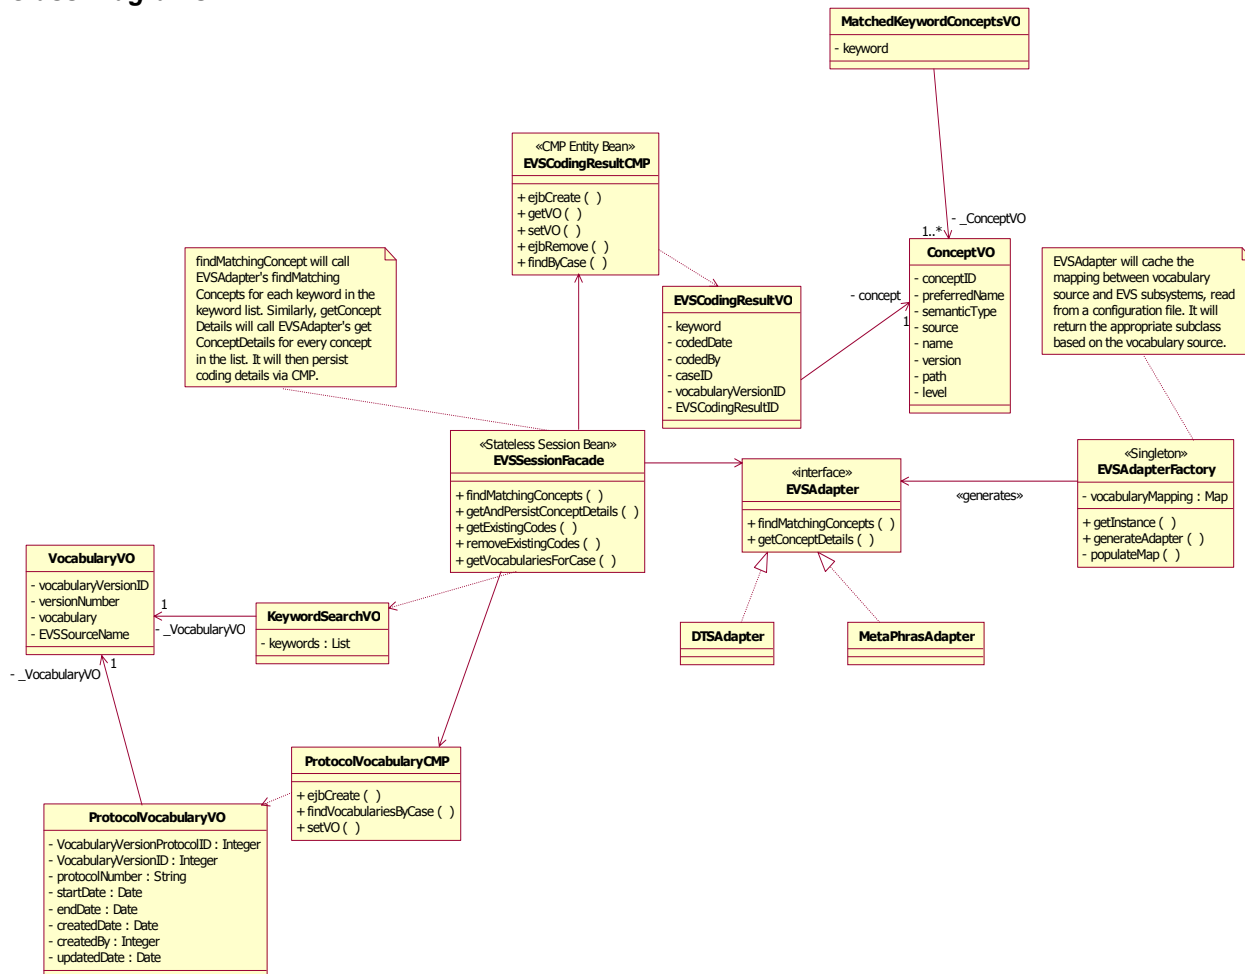 MatchedKeywordConceptsVO
- keyword
«CMP Entity Bean»
EVSCodingResultCMP
+ ejbCreate ( )
+ getVO ( )
+ setVO ( )
+ ejbRemove ( )
+ findByCase ( )
- _ConceptVO
1..*
findMatchingConcept will call
EVSAdapter's findMatching
Concepts for each keyword in the
keyword list. Similarly, getConcept
Details will call EVSAdapter's get
ConceptDetails for every concept
in the list. It will then persist
coding details via CMP.
ConceptVO
- conceptID
- preferredName
- semanticType
- source
- name
- version
- path
- level
EVSAdapter will cache the
mapping between vocabulary
source and EVS subsystems, read
from a configuration file. It will
return the appropriate subclass
based on the vocabulary source.
EVSCodingResultVO
- keyword
- codedDate
- codedBy
- caseID
- vocabularyVersionID
- EVSCodingResultID
- concept
1
«Stateless Session Bean»
EVSSessionFacade
+ findMatchingConcepts ( )
+ getAndPersistConceptDetails ( )
+ getExistingCodes ( )
+ removeExistingCodes ( )
+ getVocabulariesForCase ( )
«interface»
EVSAdapter
+ findMatchingConcepts ( )
+ getConceptDetails ( )
«generates»
«Singleton»
EVSAdapterFactory
- vocabularyMapping : Map
+ getInstance ( )
+ generateAdapter ( )
- populateMap ( )
VocabularyVO
- vocabularyVersionID
- versionNumber
- vocabulary
- EVSSourceName
1
- _VocabularyVO
KeywordSearchVO
- keywords : List
DTSAdapter
MetaPhrasAdapter
1
- _VocabularyVO
ProtocolVocabularyCMP
+ ejbCreate ( )
+ findVocabulariesByCase ( )
+ setVO ( )
ProtocolVocabularyVO
- VocabularyVersionProtocolID : Integer
- VocabularyVersionID : Integer
- protocolNumber : String
- startDate : Date
- endDate : Date
- createdDate : Date
- createdBy : Integer
- updatedDate : Date